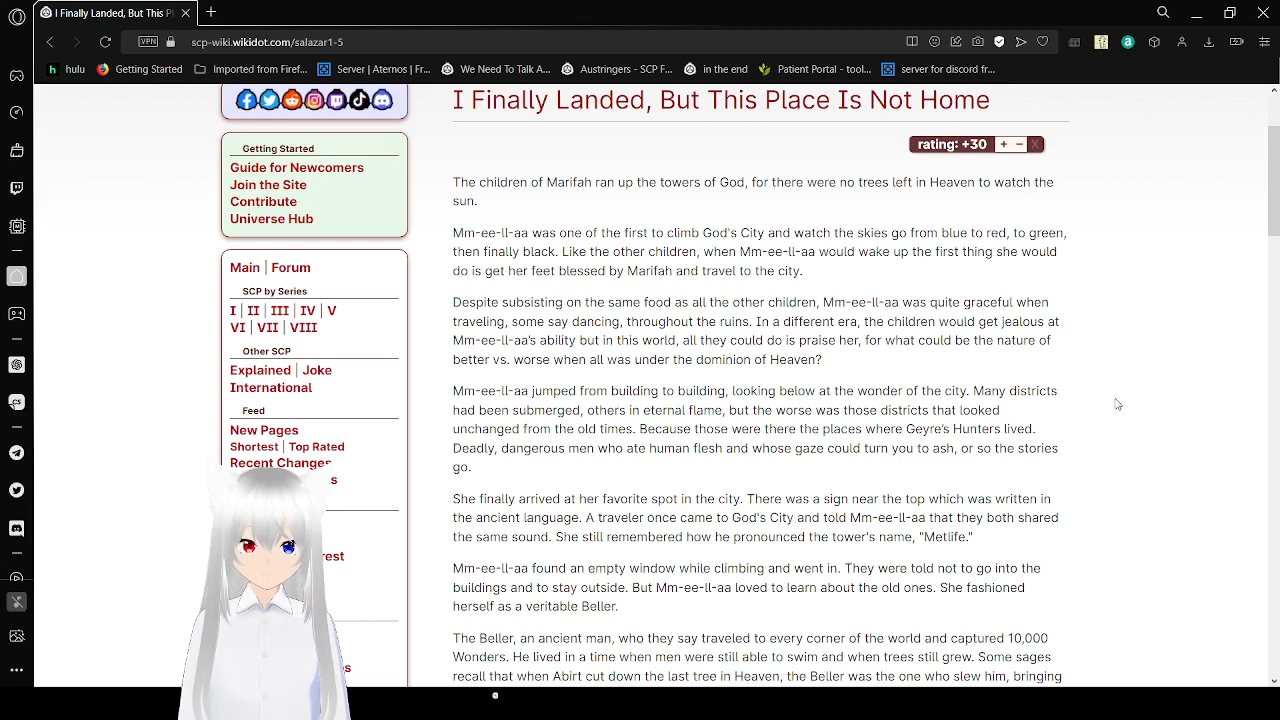 I Finally Landed, But This Pl
VPN
scp-wiki.wikidot.com/salazar1-5
hulu
Getting Started
Imported from Firef...
Server | Aternos | Fr...
We Need To Talk A...
Austringers - SCP F...
in the end
Patient Portal - tool...
server for discord fr...
I Finally Landed, But This Place Is Not Home
rating: +30 + − X
Getting Started
Guide for Newcomers
Join the Site
Contribute
Universe Hub
Main | Forum
SCP by Series
I | II | III | IV | V
VI | VII | VIII
Other SCP
Explained | Joke
International
Feed
New Pages
Shortest | Top Rated
Recent Changes
The children of Marifah ran up the towers of God, for there were no trees left in Heaven to watch the
sun.
Mm-ee-ll-aa was one of the first to climb God's City and watch the skies go from blue to red, to green,
then finally black. Like the other children, when Mm-ee-ll-aa would wake up the first thing she would
do is get her feet blessed by Marifah and travel to the city.
Despite subsisting on the same food as all the other children, Mm-ee-ll-aa was quite graceful when
traveling, some say dancing, throughout the ruins. In a different era, the children would get jealous at
Mm-ee-ll-aa's ability but in this world, all they could do is praise her, for what could be the nature of
better vs. worse when all was under the dominion of Heaven?
Mm-ee-ll-aa jumped from building to building, looking below at the wonder of the city. Many districts
had been submerged, others in eternal flame, but the worse was those districts that looked
unchanged from the old times. Because those were there the places where Geyre's Hunters lived.
Deadly, dangerous men who ate human flesh and whose gaze could turn you to ash, or so the stories
go.
She finally arrived at her favorite spot in the city. There was a sign near the top which was written in
the ancient language. A traveler once came to God's City and told Mm-ee-ll-aa that they both shared
the same sound. She still remembered how he pronounced the tower's name, "Metlife."
Mm-ee-ll-aa found an empty window while climbing and went in. They were told not to go into the
buildings and to stay outside. But Mm-ee-ll-aa loved to learn about the old ones. She fashioned
herself as a veritable Beller.
The Beller, an ancient man, who they say traveled to every corner of the world and captured 10,000
Wonders. He lived in a time when men were still able to swim and when trees still grew. Some sages
recall that when Abirt cut down the last tree in Heaven, the Beller was the one who slew him, bringing